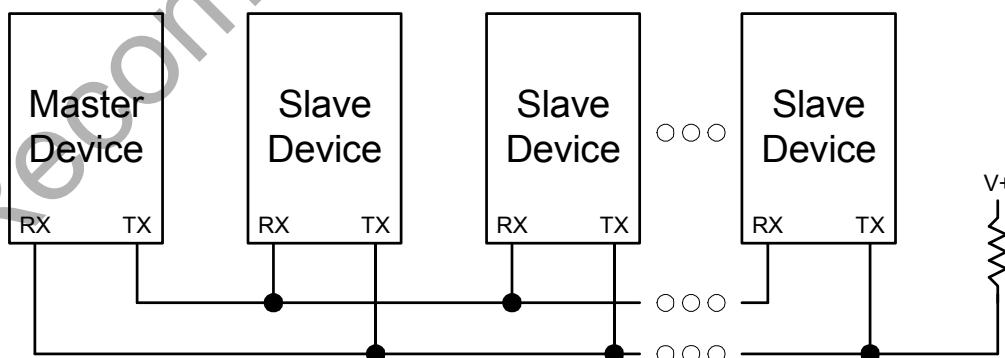 Master
Device
Slave
Device
Slave
Device
Slave
Device
RX TX
RX TX
RX TX
RX TX
V+